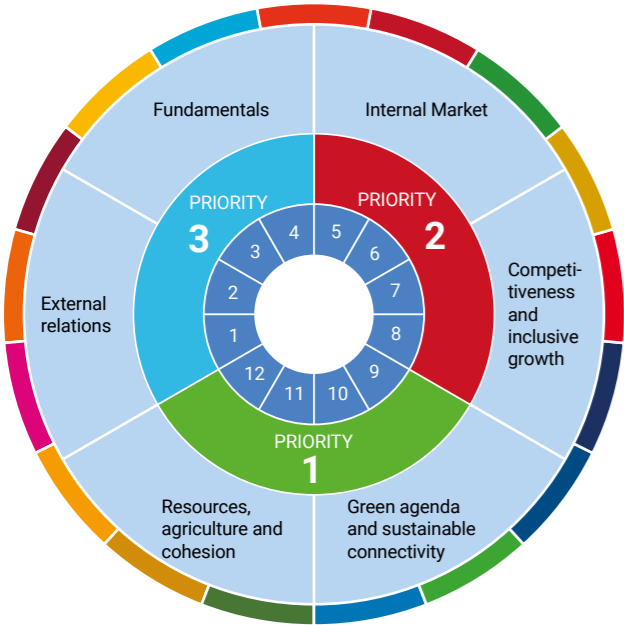 Fundamentals
Internal Market
PRIORITY
3
PRIORITY
2
4
5
3
6
2
7
1
8
12
9
11
10
External
relations
Competi-
tiveness
and
inclusive
growth
PRIORITY
1
Resources,
agriculture and
cohesion
Green agenda
and sustainable
connectivity